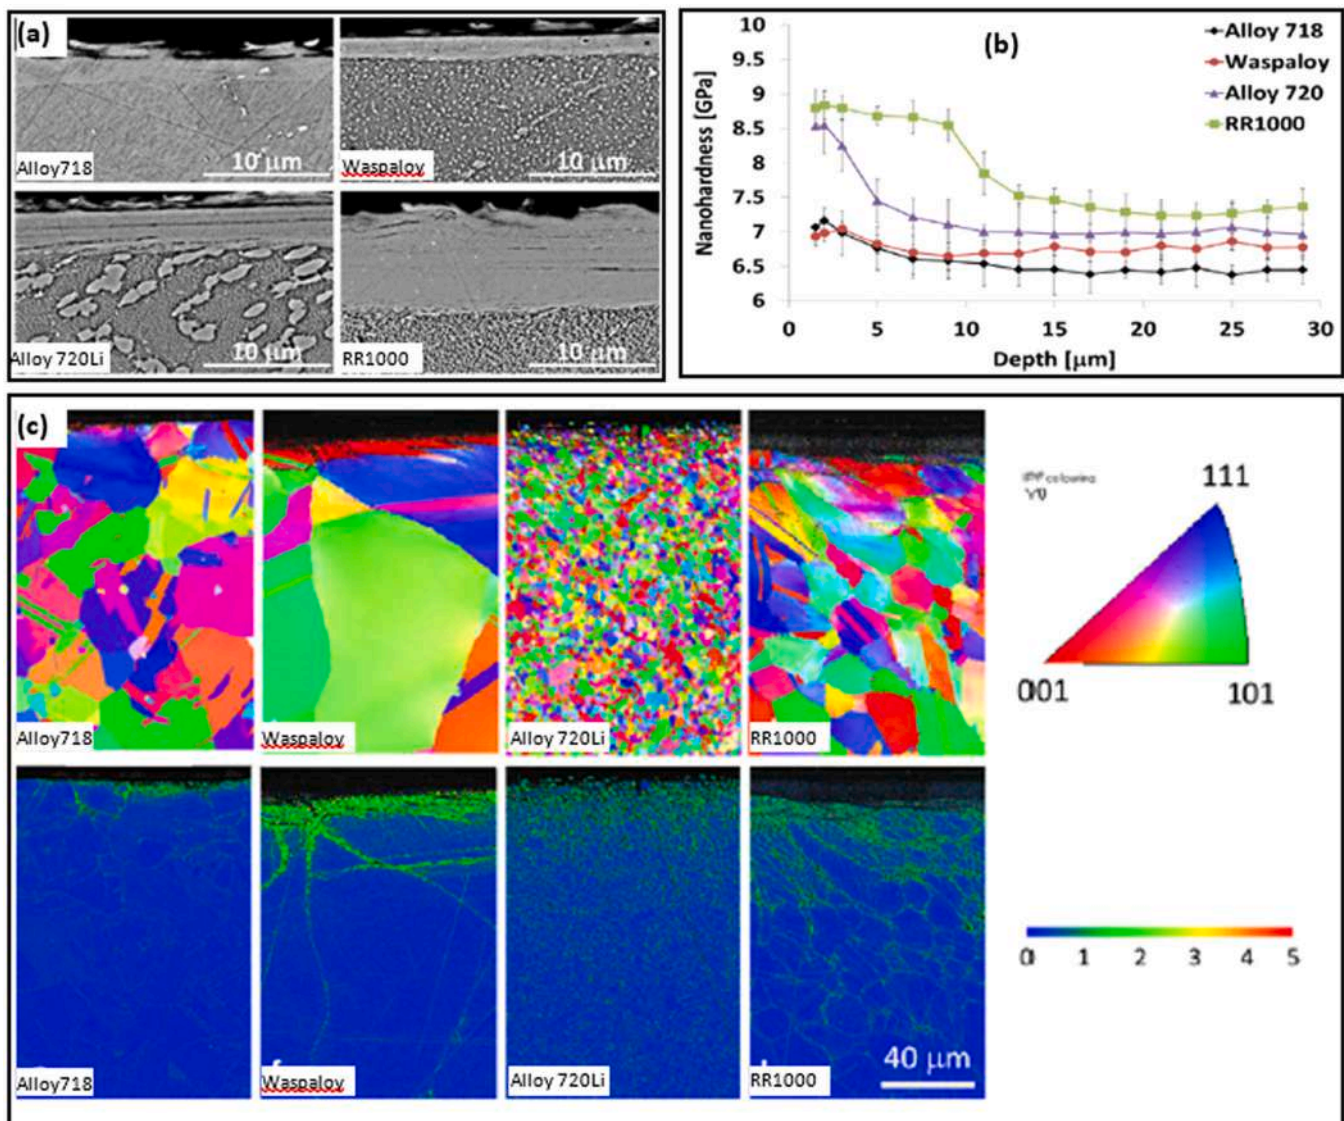 (a)
Alloy718
10 μm
Waspaloy
10 μm
Alloy 720Li
10 μm
RR1000
10 μm
(b)
Nanohardness [GPa]
10
9.5
9
8.5
8
7.5
7
6.5
6
0 5 10 15 20 25 30
Depth [μm]
Alloy 718
Waspaloy
Alloy 720
RR1000
(c)
Alloy718
Waspaloy
Alloy 720Li
RR1000
colouring
111
001
101
Alloy718
Waspaloy
Alloy 720Li
RR1000
40 μm
0 1 2 3 4 5